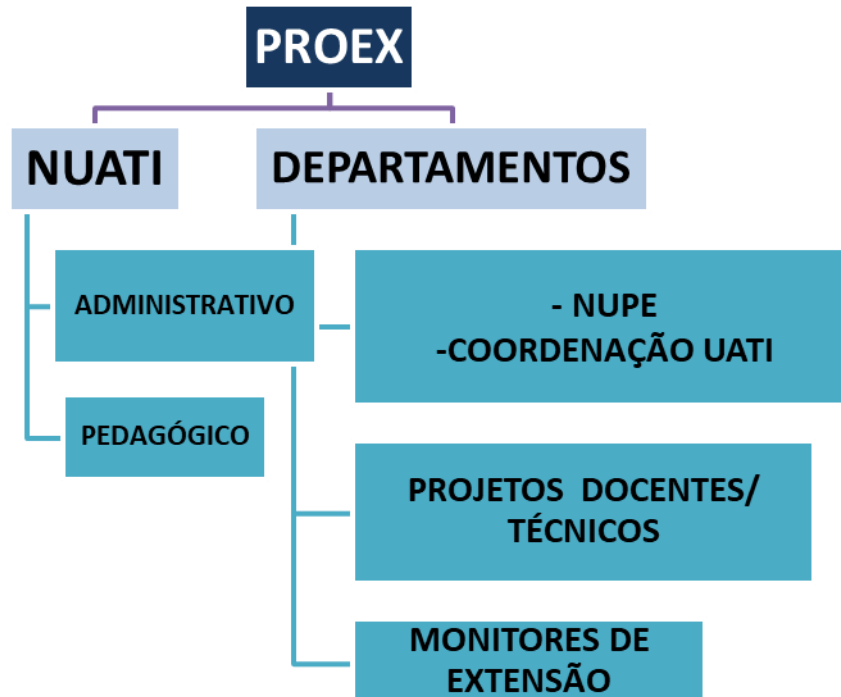 PROEX
NUATI
DEPARTAMENTOS
ADMINISTRATIVO
PEDAGÓGICO
- NUPE
-COORDENAÇÃO UATI
PROJETOS DOCENTES/
TÉCNICOS
MONITORES DE
EXTENSÃO